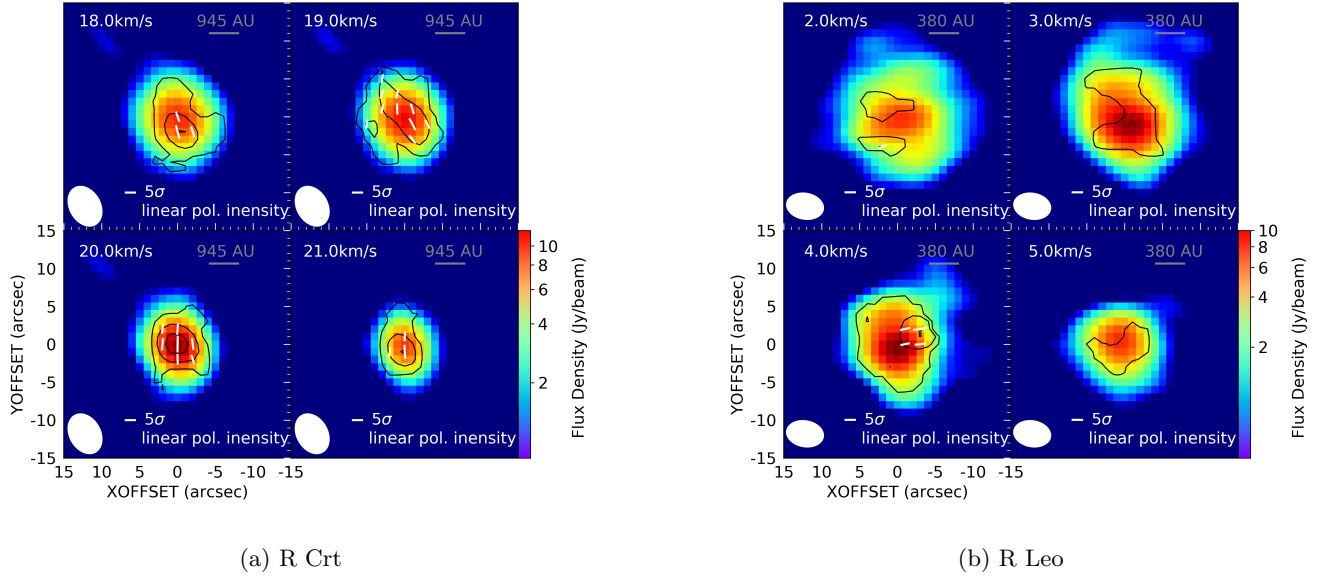 18.0km/s 945 AU 19.0km/s 945 AU
5σ 5σ
linear pol. inensity linear pol. inensity
20.0km/s 945 AU 21.0km/s 945 AU
5σ 5σ
linear pol. inensity linear pol. inensity
15
10
5
0
-5
-10
-15
YOFFSET (arcsec)
15 10 5 0 -5 -10 -15
XOFFSET (arcsec)
10
8
6
4
2
Flux Density (Jy/beam)
(a) R Crt
2.0km/s 380 AU 3.0km/s 380 AU
5σ 5σ
linear pol. inensity linear pol. inensity
4.0km/s 380 AU 5.0km/s 380 AU
5σ 5σ
linear pol. inensity linear pol. inensity
15
10
5
0
-5
-10
-15
YOFFSET (arcsec)
15 10 5 0 -5 -10 -15
XOFFSET (arcsec)
10
8
6
4
2
Flux Density (Jy/beam)
(b) R Leo